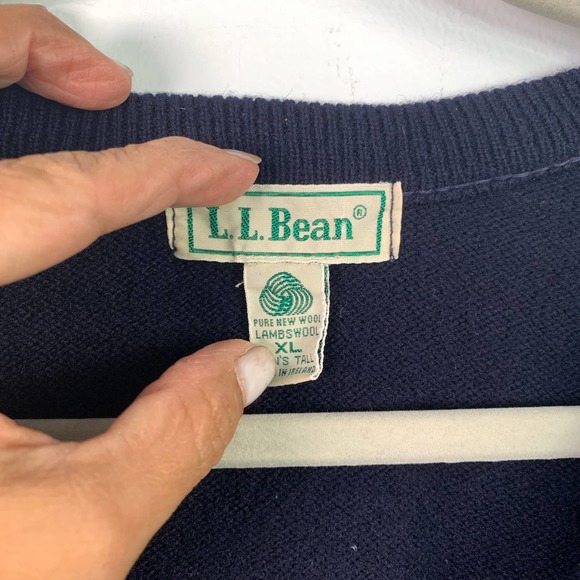 L.L.Bean®
PURE NEW WOOL
LAMBSWOOL
XL
N'S TALL
IN IRELAND